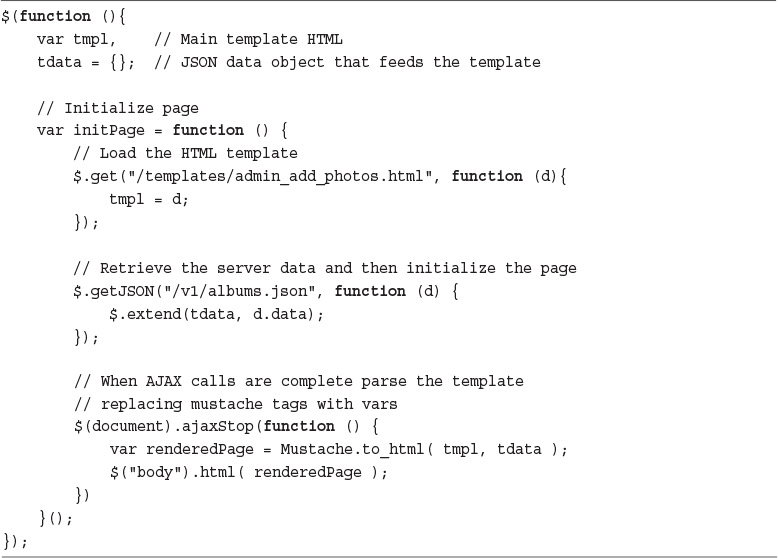 $(function (){
    var tmpl,    // Main template HTML
    tdata = {};  // JSON data object that feeds the template

    // Initialize page
    var initPage = function () {
        // Load the HTML template
        $.get("/templates/admin_add_photos.html", function (d){
            tmpl = d;
        });

        // Retrieve the server data and then initialize the page
        $.getJSON("/v1/albums.json", function (d) {
            $.extend(tdata, d.data);
        });

        // When AJAX calls are complete parse the template
        // replacing mustache tags with vars
        $(document).ajaxStop(function () {
            var renderedPage = Mustache.to_html( tmpl, tdata );
            $("body").html( renderedPage );
        })
    }();
});